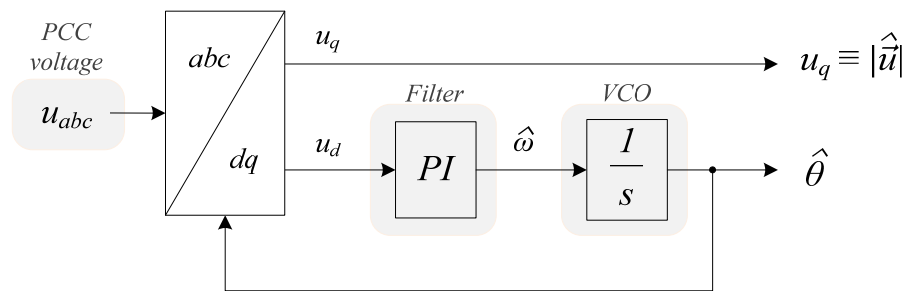 PCC
voltage
u_abc
abc
dq
u_q
u_d
Filter
PI
ω̂
VCO
1
s
u_q ≡ |û⃗|
θ̂